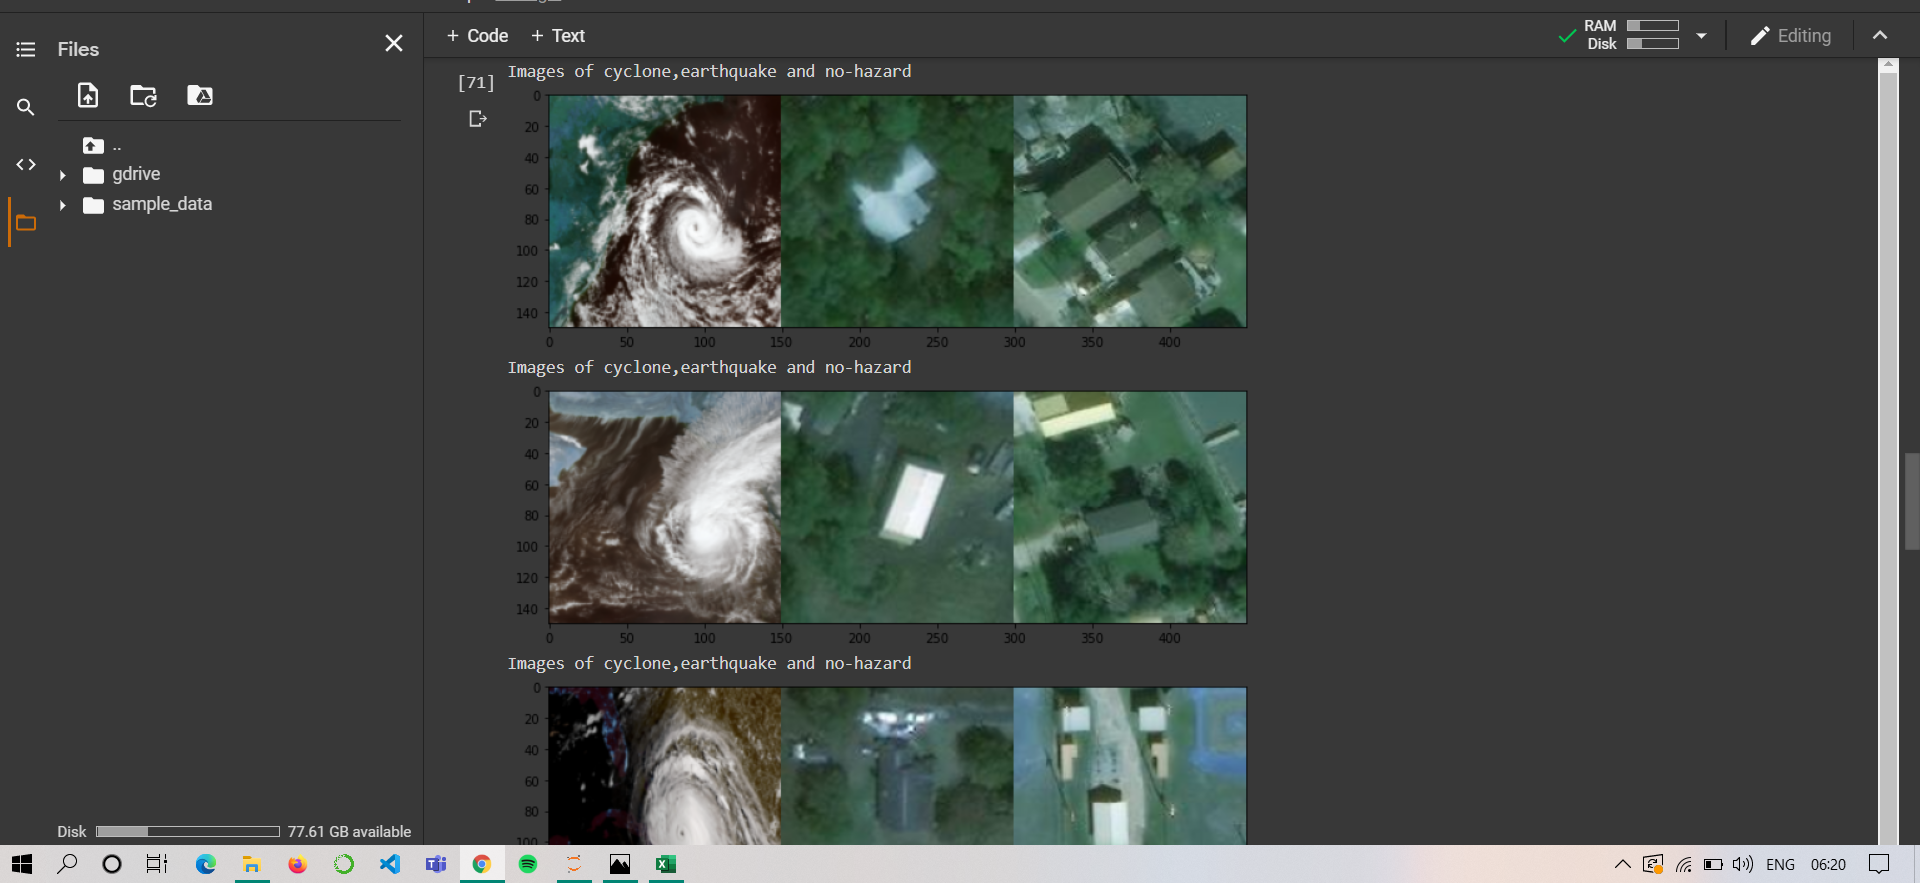 + Code + Text
RAM
Disk
Editing
Files
..
gdrive
sample_data
Disk 77.61 GB available
[71]
Images of cyclone,earthquake and no-hazard
0
20
40
60
80
100
120
140
0 50 100 150 200 250 300 350 400
Images of cyclone,earthquake and no-hazard
0
20
40
60
80
100
120
140
0 50 100 150 200 250 300 350 400
Images of cyclone,earthquake and no-hazard
0
20
40
60
80
100
ENG 06:20